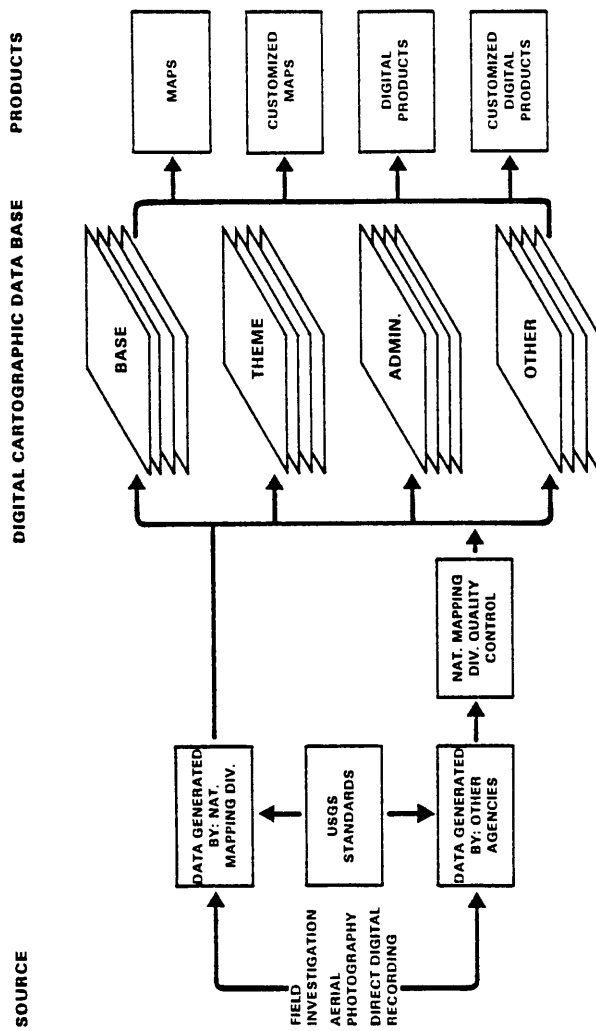 SOURCE
DIGITAL CARTOGRAPHIC DATA BASE
PRODUCTS
FIELD
INVESTIGATION
AERIAL
PHOTOGRAPHY
DIRECT DIGITAL
RECORDING
DATA GENERATED
BY: NAT.
MAPPING DIV.
USGS
STANDARDS
DATA GENERATED
BY: OTHER
AGENCIES
NAT. MAPPING
DIV. QUALITY
CONTROL
BASE
THEME
ADMIN.
OTHER
MAPS
CUSTOMIZED
MAPS
DIGITAL
PRODUCTS
CUSTOMIZED
DIGITAL
PRODUCTS